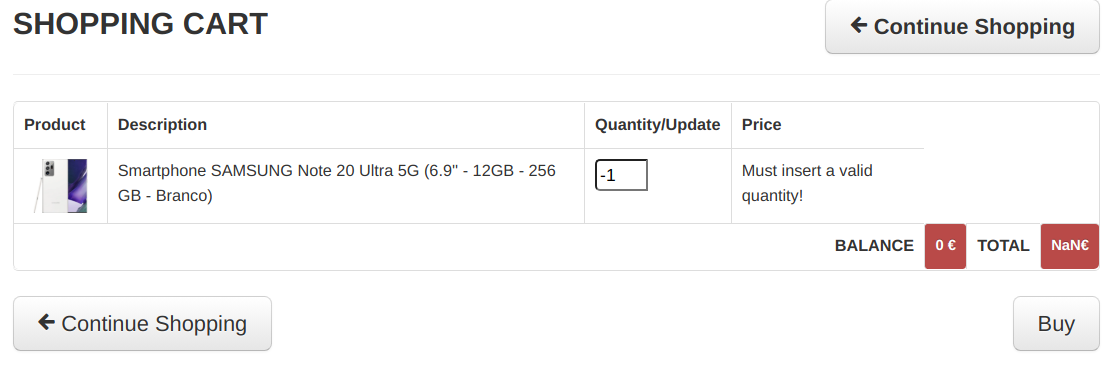 SHOPPING CART
← Continue Shopping
Product Description Quantity/Update Price
Smartphone SAMSUNG Note 20 Ultra 5G (6.9" - 12GB - 256
GB - Branco)
-1
Must insert a valid
quantity!
BALANCE 0 € TOTAL NaN€
← Continue Shopping
Buy